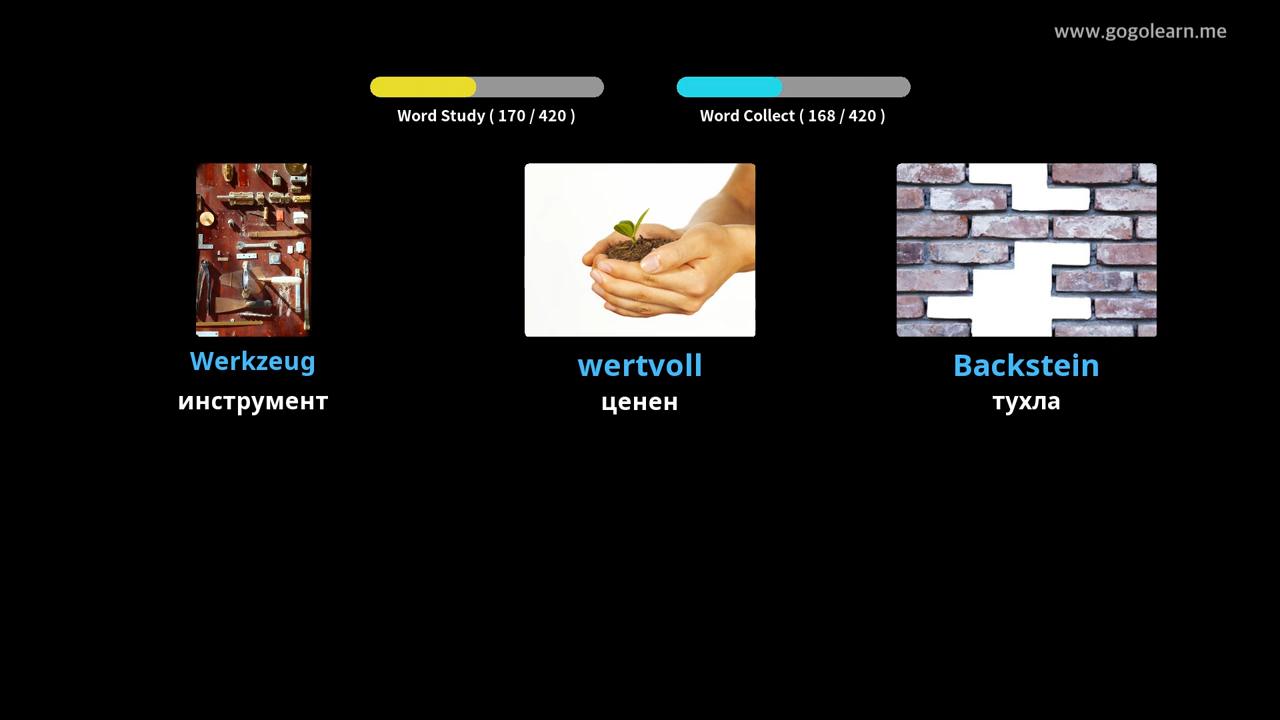 www.gogolearn.me
Word Study ( 170 / 420 )
Word Collect ( 168 / 420 )
Werkzeug
инструмент
wertvoll
ценен
Backstein
тухла